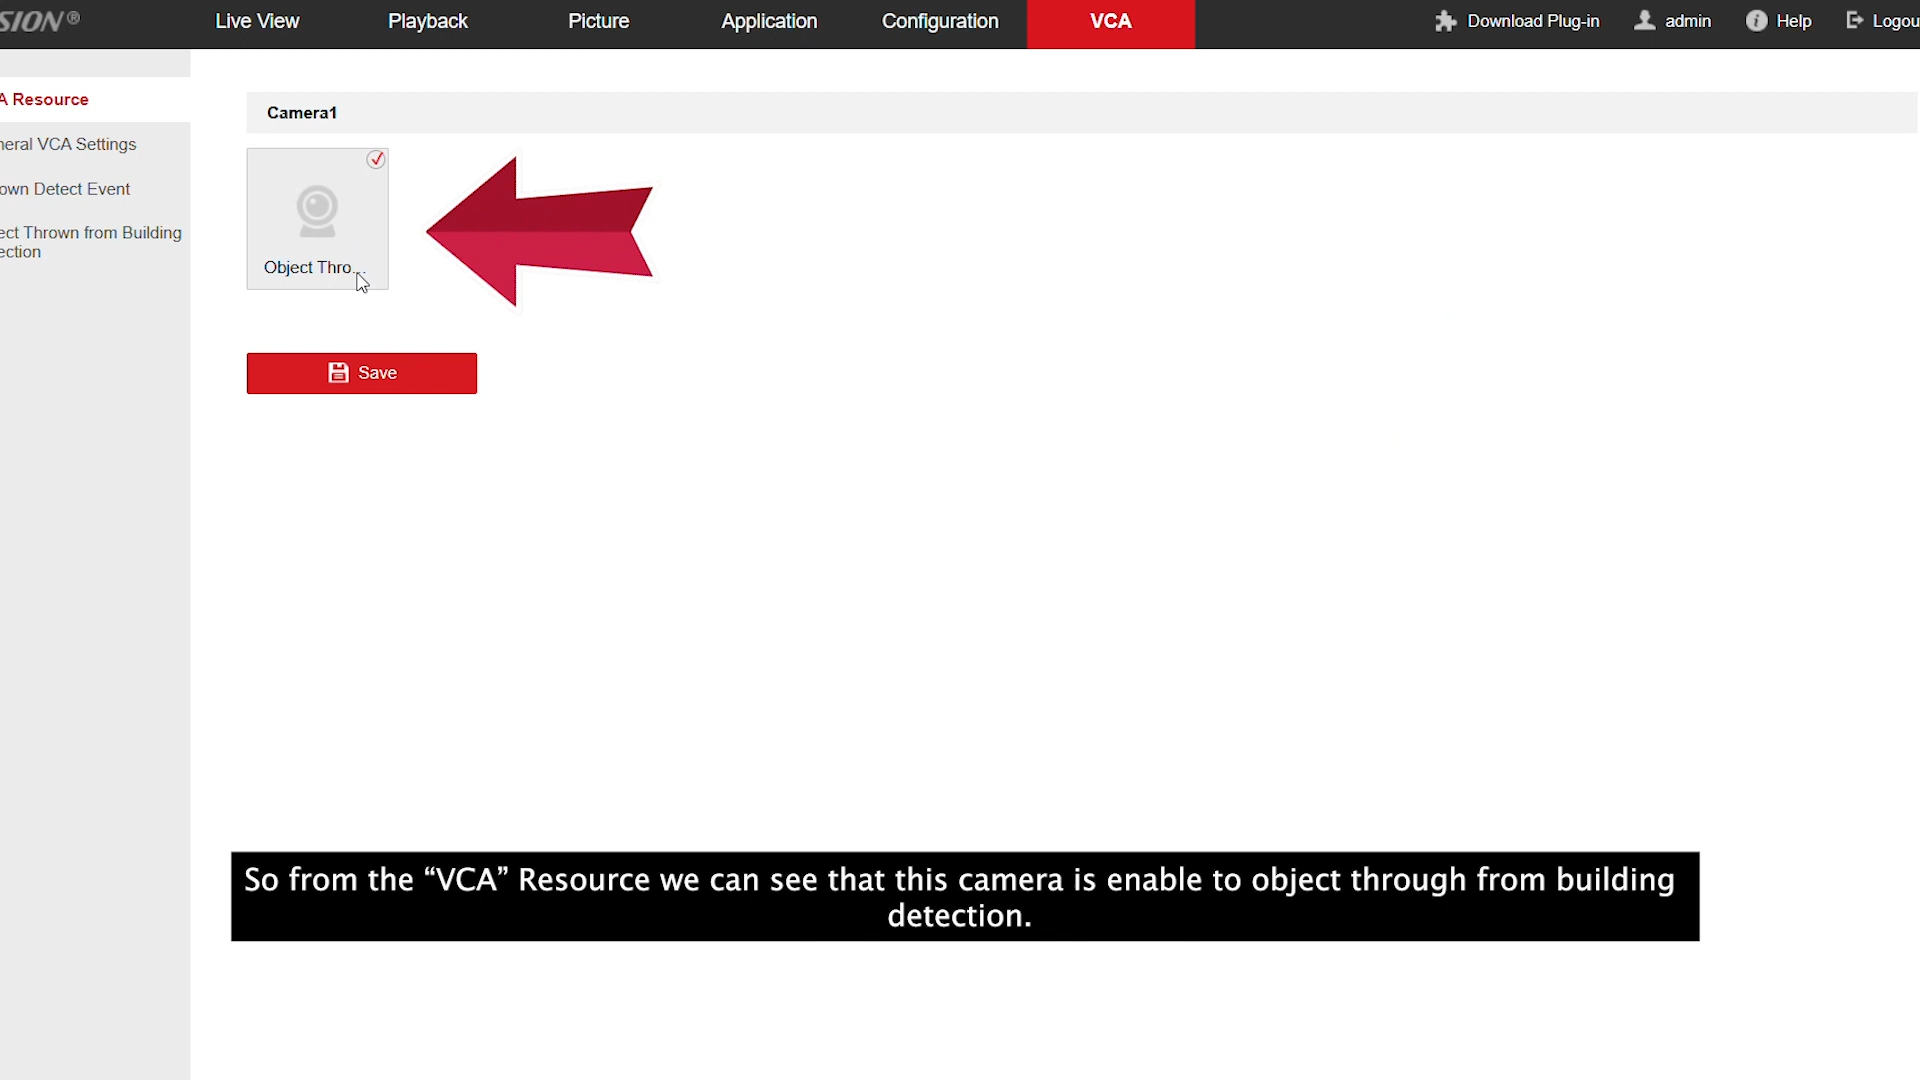 SION®
Live View
Playback
Picture
Application
Configuration
VCA
Download Plug-in
admin
Help
Logou
A Resource
neral VCA Settings
own Detect Event
ect Thrown from Building
ection
Camera1
Object Thro...
Save
So from the “VCA” Resource we can see that this camera is enable to object through from building
detection.